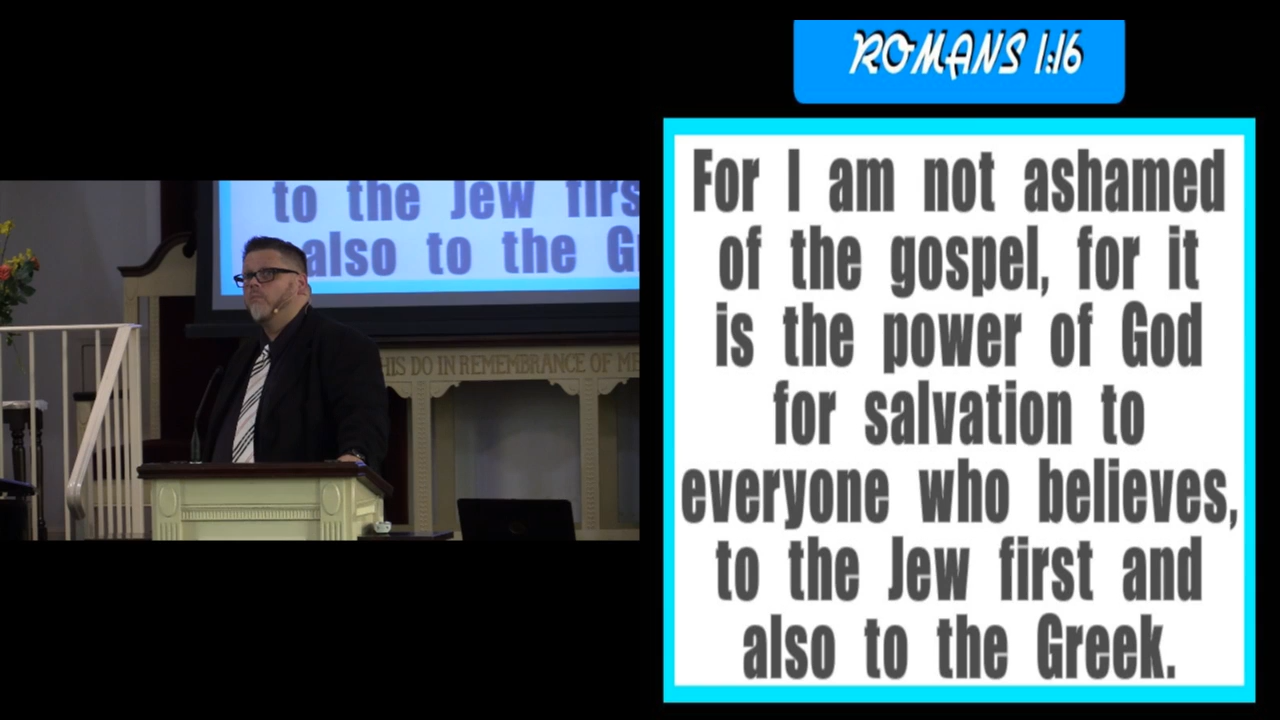 to the Jew firs
also to the Gr
HIS DO IN REMEMBRANCE OF ME
ROMANS 1:16
For I am not ashamed
of the gospel, for it
is the power of God
for salvation to
everyone who believes,
to the Jew first and
also to the Greek.